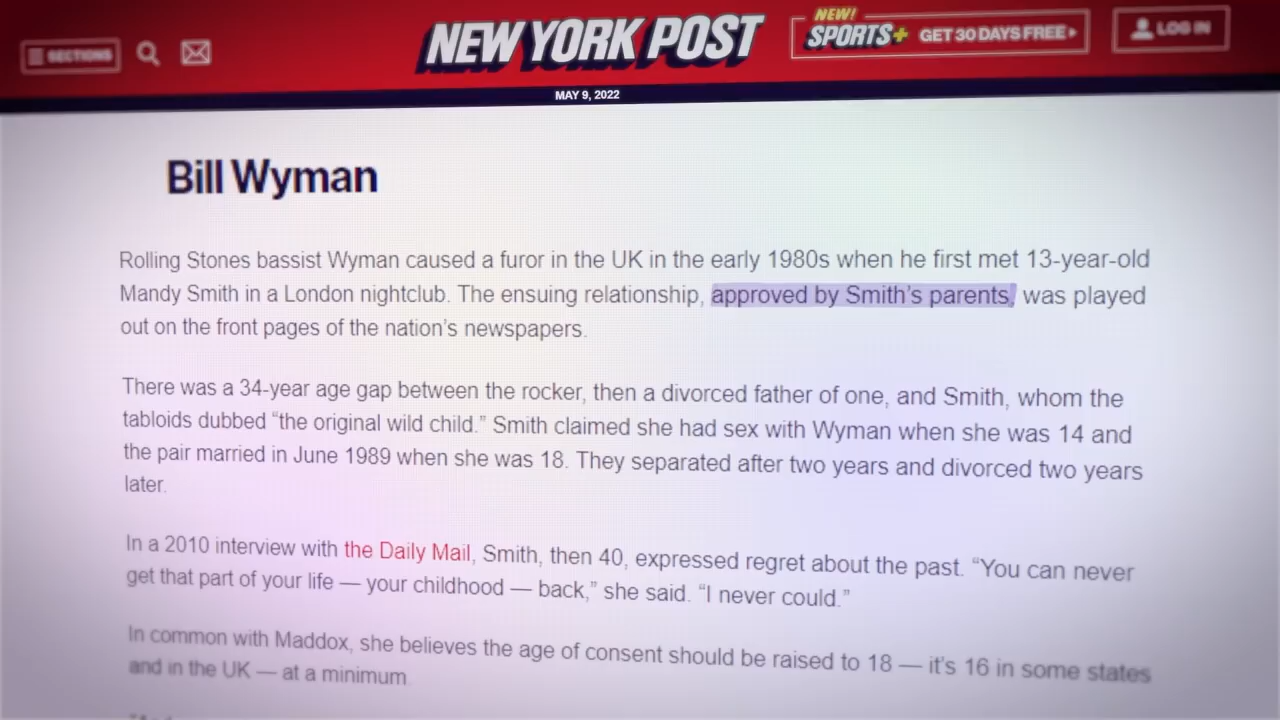 SECTIONS
NEW YORK POST
NEW!
SPORTS+ GET 30 DAYS FREE
LOG IN
MAY 9, 2022
Bill Wyman
Rolling Stones bassist Wyman caused a furor in the UK in the early 1980s when he first met 13-year-old
Mandy Smith in a London nightclub. The ensuing relationship, approved by Smith's parents, was played
out on the front pages of the nation's newspapers.
There was a 34-year age gap between the rocker, then a divorced father of one, and Smith, whom the
tabloids dubbed “the original wild child.” Smith claimed she had sex with Wyman when she was 14 and
the pair married in June 1989 when she was 18. They separated after two years and divorced two years
later.
In a 2010 interview with the Daily Mail, Smith, then 40, expressed regret about the past. “You can never
get that part of your life — your childhood — back,” she said. “I never could.”
In common with Maddox, she believes the age of consent should be raised to 18 — it's 16 in some states
and in the UK — at a minimum.